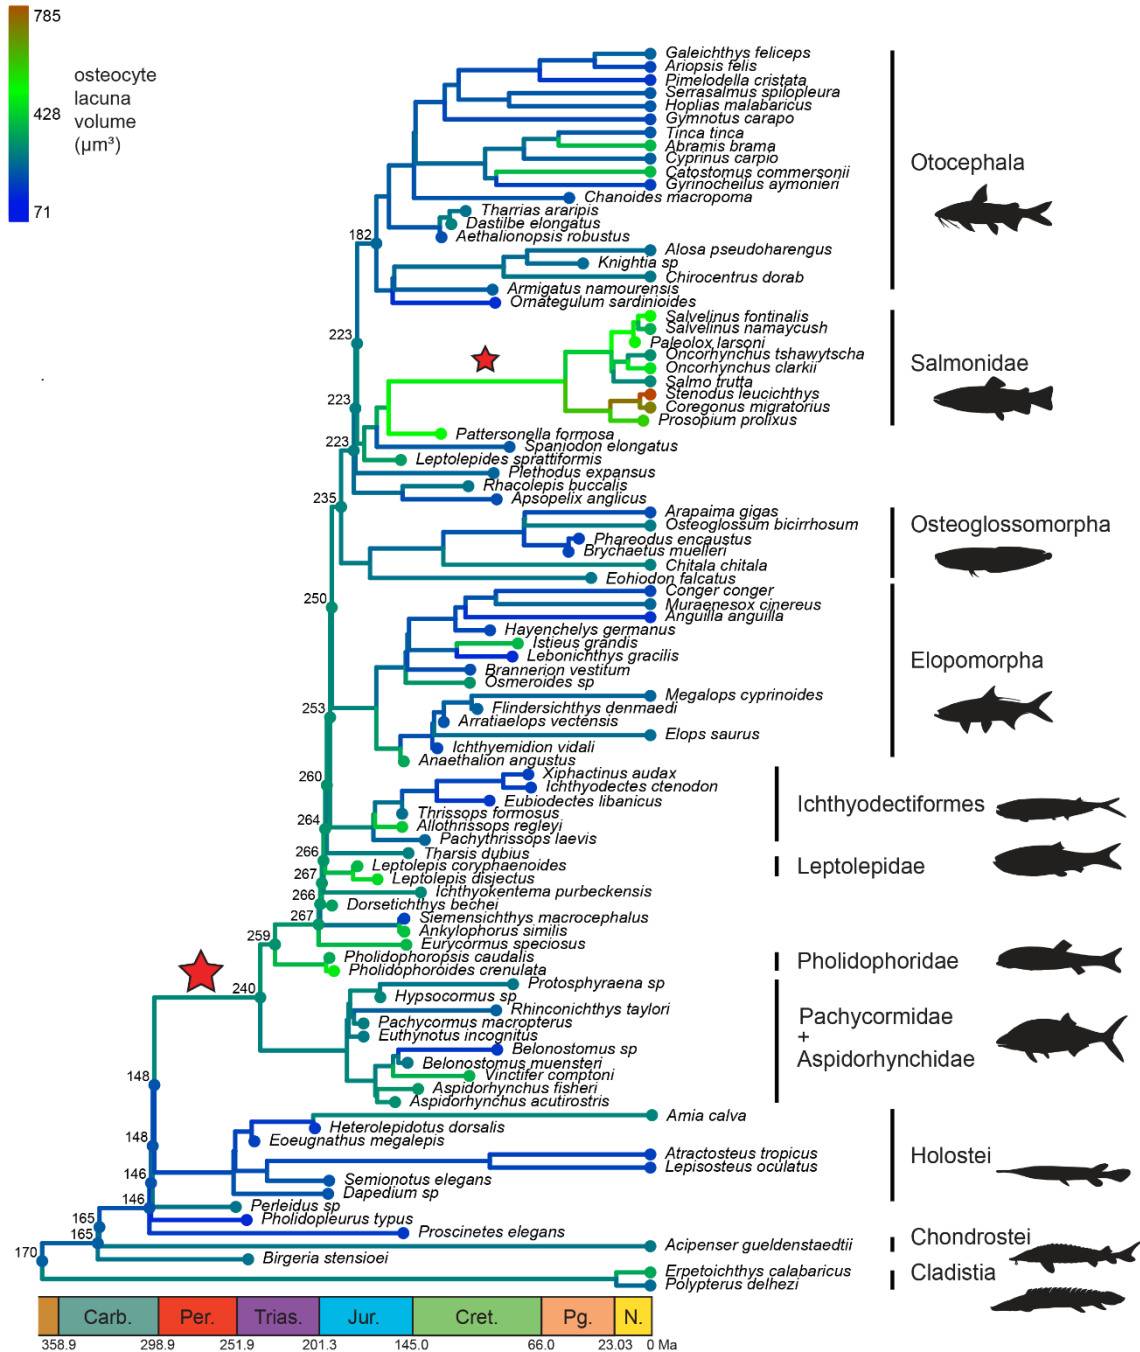 785
osteocyte
lacuna
volume
(μm³)
428
71
Galeichthys feliceps
Ariopsis felis
Pimelodella cristata
Serrasalmus spilopleura
Hoplias malabaricus
Gymnotus carapo
Tinca tinca
Abramis brama
Cyprinus carpio
Catostomus commersonii
Gyrinocheilus aymonieri
Chanoides macropoma
Tharrias araripis
Dastilbe elongatus
Aethalionopsis robustus
Alosa pseudoharengus
Knightia sp
Chirocentrus dorab
Armigatus namourensis
Ornategulum sardinioides
Otocephala
182
Salvelinus fontinalis
Salvelinus namaycush
Paleolox larsoni
Oncorhynchus tshawytscha
Oncorhynchus clarkii
Salmo trutta
Stenodus leucichthys
Coregonus migratorius
Prosopium prolixus
Salmonidae
223
Pattersonella formosa
Spaniodon elongatus
Leptolepides sprattiformis
Plethodus expansus
Rhacolepis buccalis
Apsopelix anglicus
223
223
235
Arapaima gigas
Osteoglossum bicirrhosum
Phareodus encaustus
Brychaetus muelleri
Chitala chitala
Eohiodon falcatus
Osteoglossomorpha
250
Conger conger
Muraenesox cinereus
Anguilla anguilla
Hayenchelys germanus
Istieus grandis
Lebonichthys gracilis
Brannerion vestitum
Osmeroides sp
Megalops cyprinoides
Flindersichthys denmaedi
Arratiaelops vectensis
Elops saurus
Ichthyemidion vidali
Anaethalion angustus
Elopomorpha
253
260
Xiphactinus audax
Ichthyodectes ctenodon
Eubiodectes libanicus
Thrissops formosus
Allothrissops regleyi
Pachythrissops laevis
Ichthyodectiformes
264
Tharsis dubius
Leptolepis coryphaenoides
Leptolepis disjectus
Leptolepidae
266
267
Ichthyokentema purbeckensis
Dorsetichthys bechei
266
Siemensichthys macrocephalus
Ankylophorus similis
Eurycormus speciosus
267
259
Pholidophoropsis caudalis
Pholidophoroides crenulata
Pholidophoridae
240
Protosphyraena sp
Hypsocormus sp
Rhinconichthys taylori
Pachycormus macropterus
Euthynotus incognitus
Belonostomus sp
Belonostomus muensteri
Vinctifer comptoni
Aspidorhynchus fisheri
Aspidorhynchus acutirostris
Pachycormidae
+
Aspidorhynchidae
148
148
146
146
Amia calva
Heterolepidotus dorsalis
Eoeugnathus megalepis
Atractosteus tropicus
Lepisosteus oculatus
Semionotus elegans
Dapedium sp
Holostei
Perleidus sp
Pholidopleurus typus
Proscinetes elegans
165
165
170
Acipenser gueldenstaedtii
Birgeria stensioei
Chondrostei
Erpetoichthys calabaricus
Polypterus delhezi
Cladistia
Carb. Per. Trias. Jur. Cret. Pg. N.
358.9 298.9 251.9 201.3 145.0 66.0 23.03 0 Ma